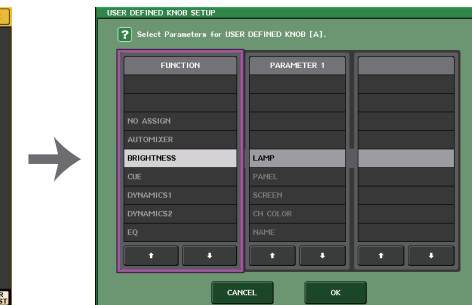 USER DEFINED KNOB SETUP
? Select Parameters for USER DEFINED KNOB [A].
FUNCTION
NO ASSIGN
AUTOMIXER
BRIGHTNESS
CUE
DYNAMICS1
DYNAMICS2
EQ
PARAMETER 1
LAMP
PANEL
SCREEN
CH COLOR
NAME
CANCEL
OK